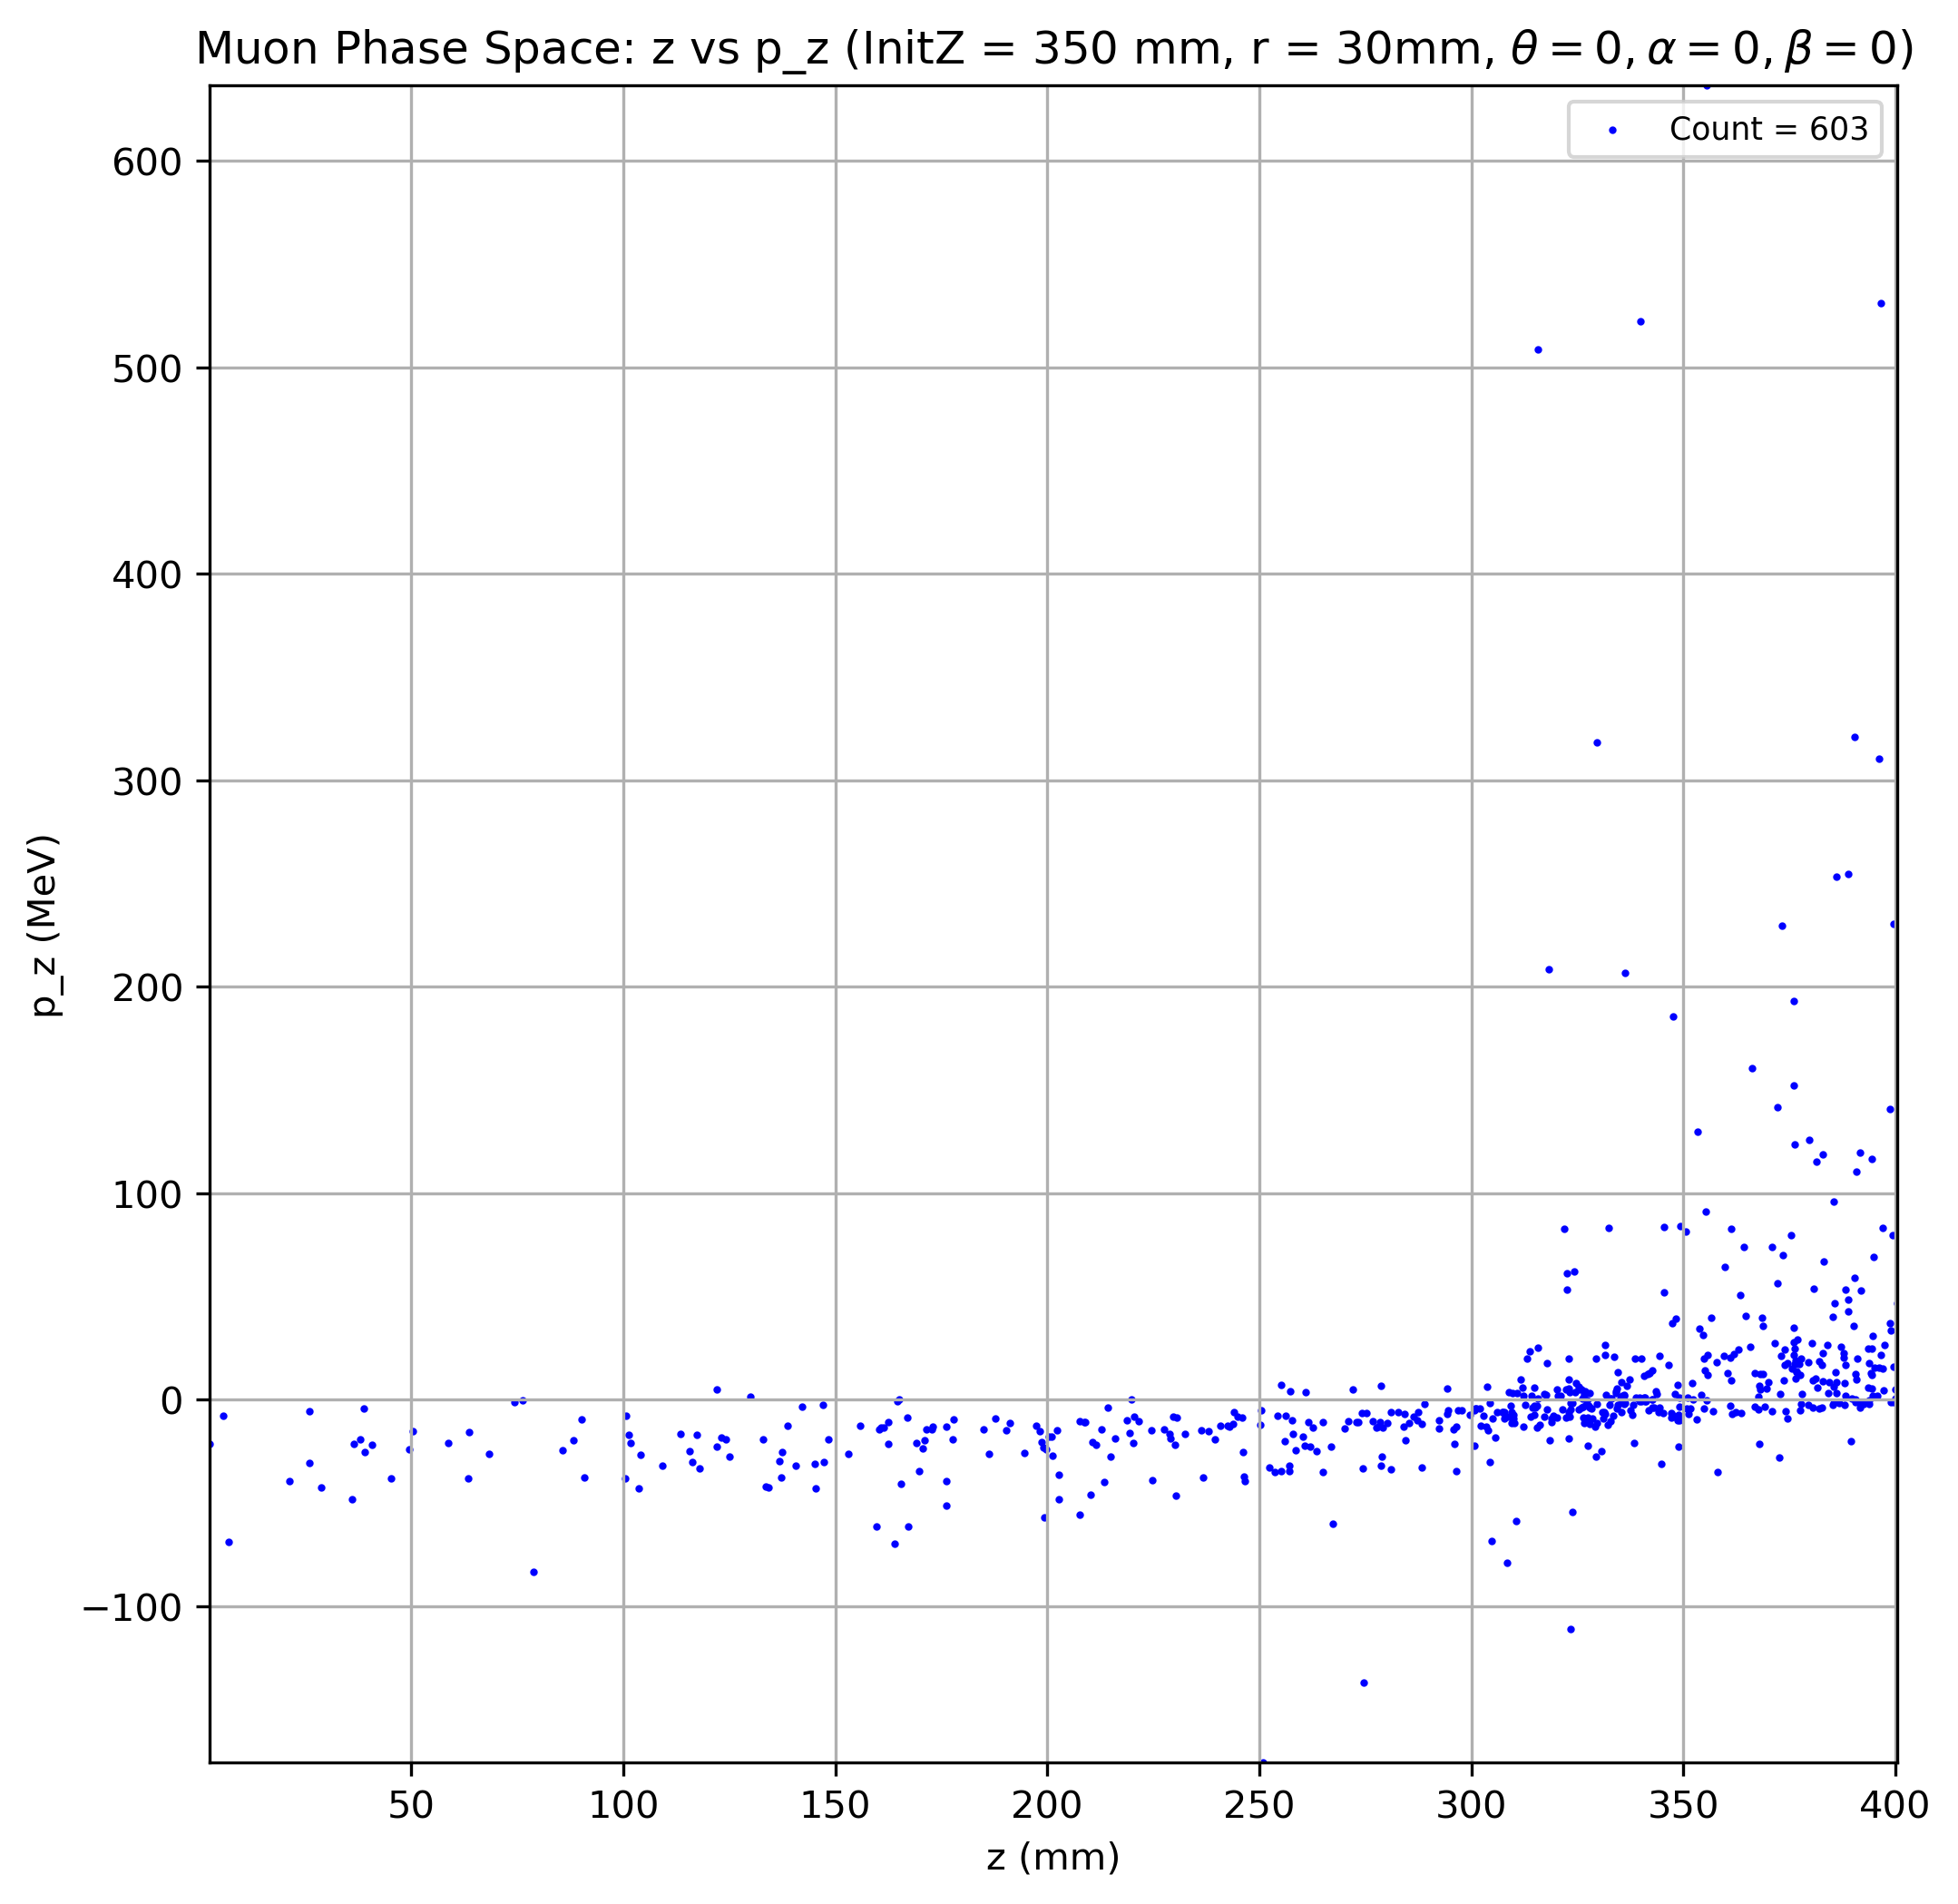 Muon Phase Space: z vs p_z (InitZ = 350 mm, r = 30mm, θ = 0, α = 0, β = 0)
Count = 603
600
500
400
300
200
100
0
−100
p_z (MeV)
50 100 150 200 250 300 350 400
z (mm)